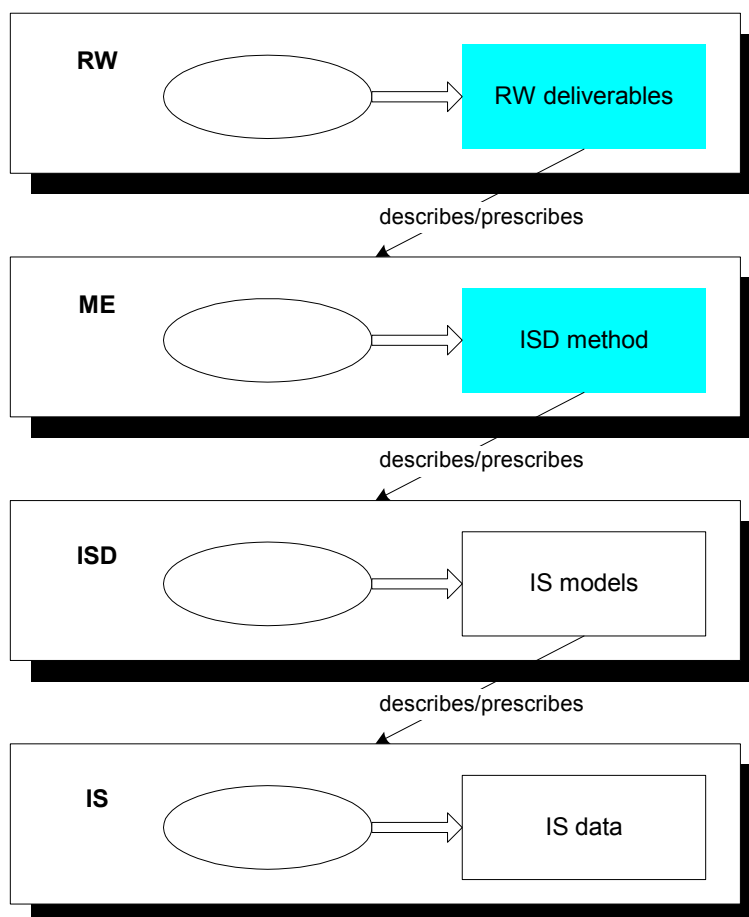 RW
RW deliverables
describes/prescribes
ME
ISD method
describes/prescribes
ISD
IS models
describes/prescribes
IS
IS data